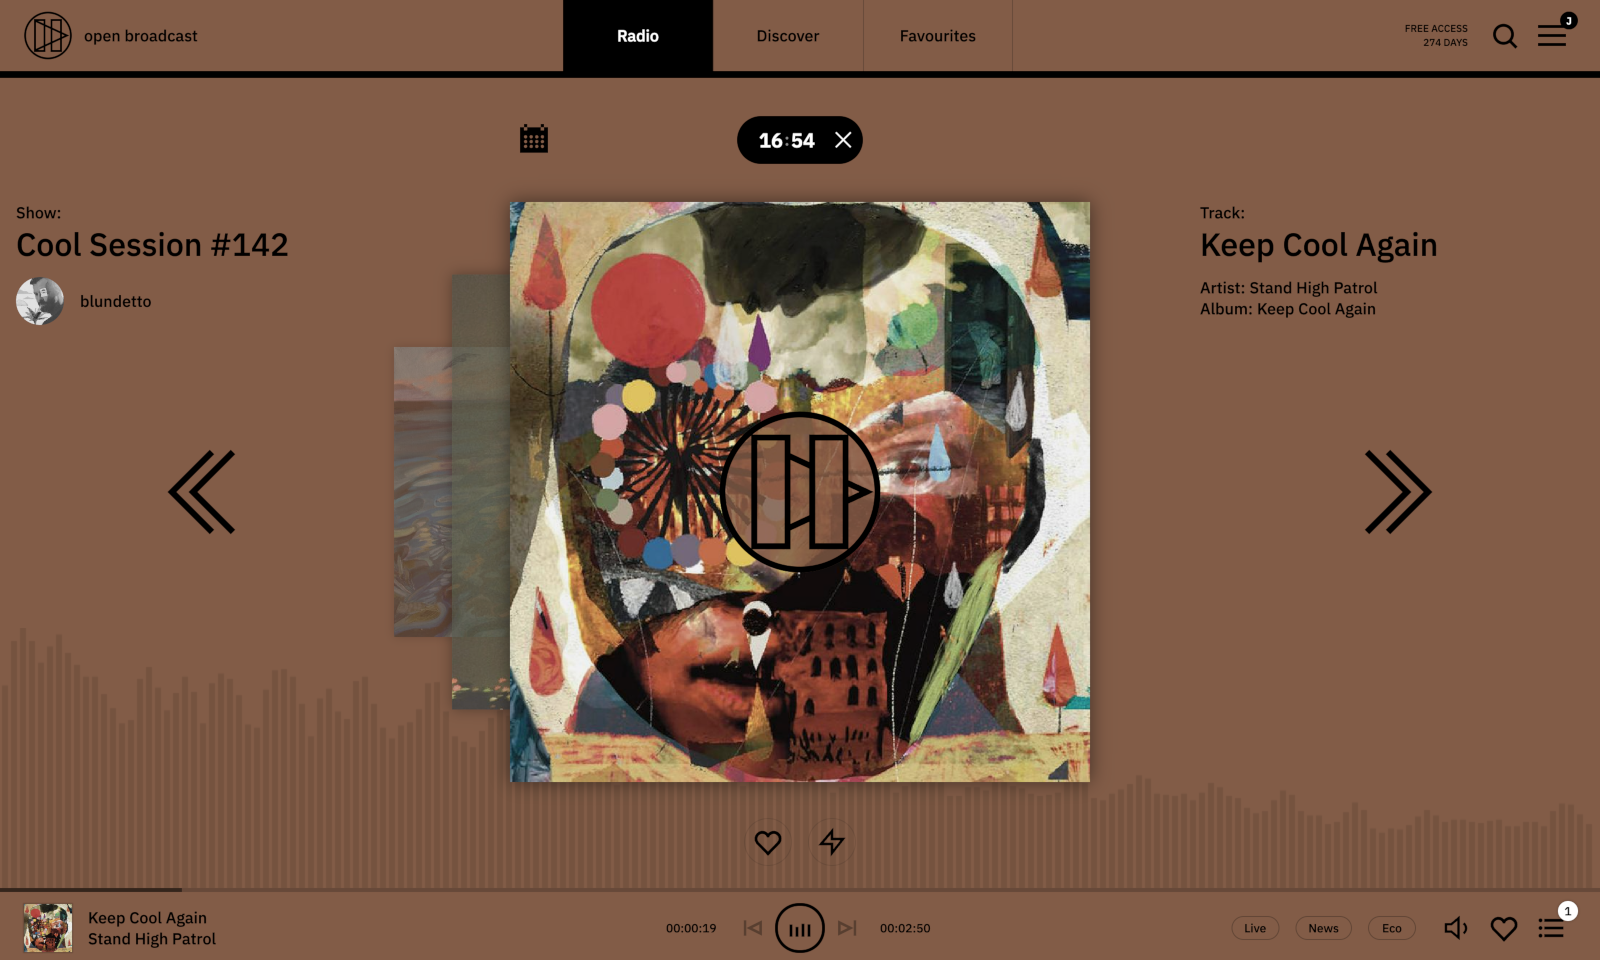 open broadcast
Radio
Discover
Favourites
FREE ACCESS
274 DAYS
J
16:54
Show:
Cool Session #142
blundetto
Track:
Keep Cool Again
Artist: Stand High Patrol
Album: Keep Cool Again
Keep Cool Again
Stand High Patrol
00:00:19
00:02:50
Live
News
Eco
1